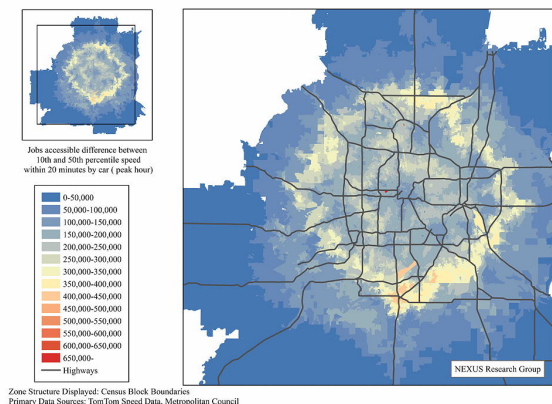 Jobs accessible difference between
10th and 50th percentile speed
within 20 minutes by car ( peak hour)
0-50,000
50,000-100,000
100,000-150,000
150,000-200,000
200,000-250,000
250,000-300,000
300,000-350,000
350,000-400,000
400,000-450,000
450,000-500,000
500,000-550,000
550,000-600,000
600,000-650,000
650,000-
Highways
NEXUS Research Group
Zone Structure Displayed: Census Block Boundaries
Primary Data Sources: TomTom Speed Data, Metropolitan Council